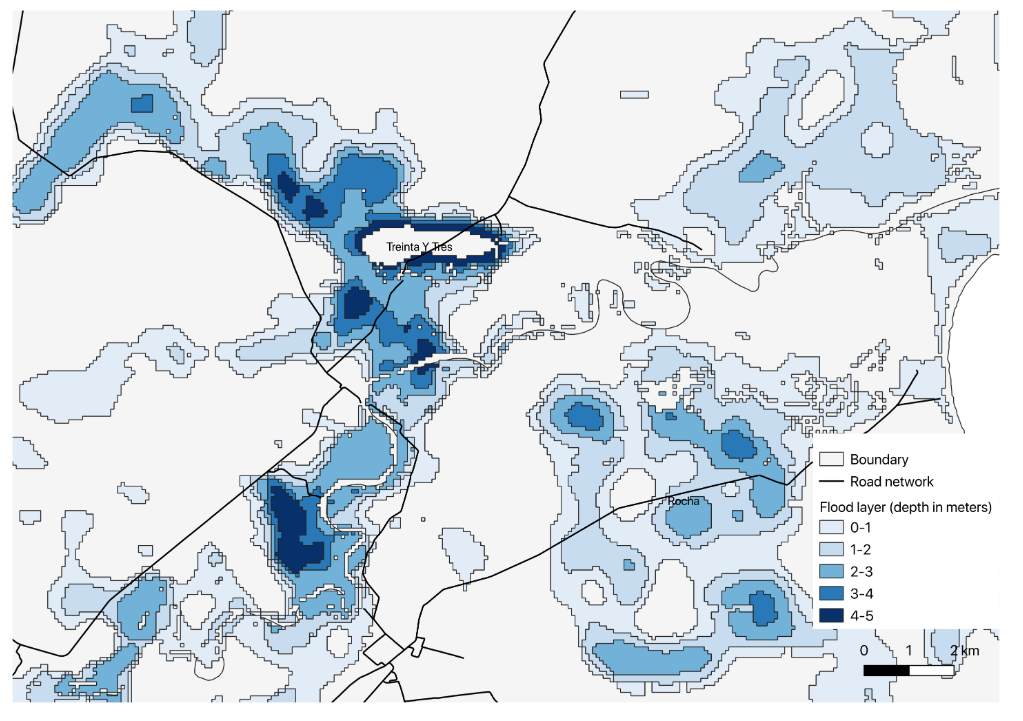 Treinta Y Tres
Rocha
Boundary
Road network
Flood layer (depth in meters)
0-1
1-2
2-3
3-4
4-5
0 1 2 km